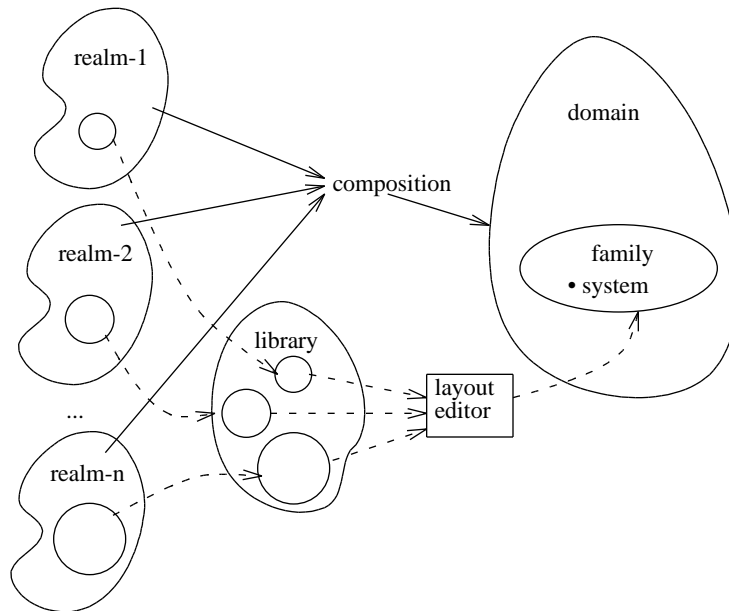 realm-1
domain
composition
realm-2
family
• system
library
layout
editor
...
realm-n